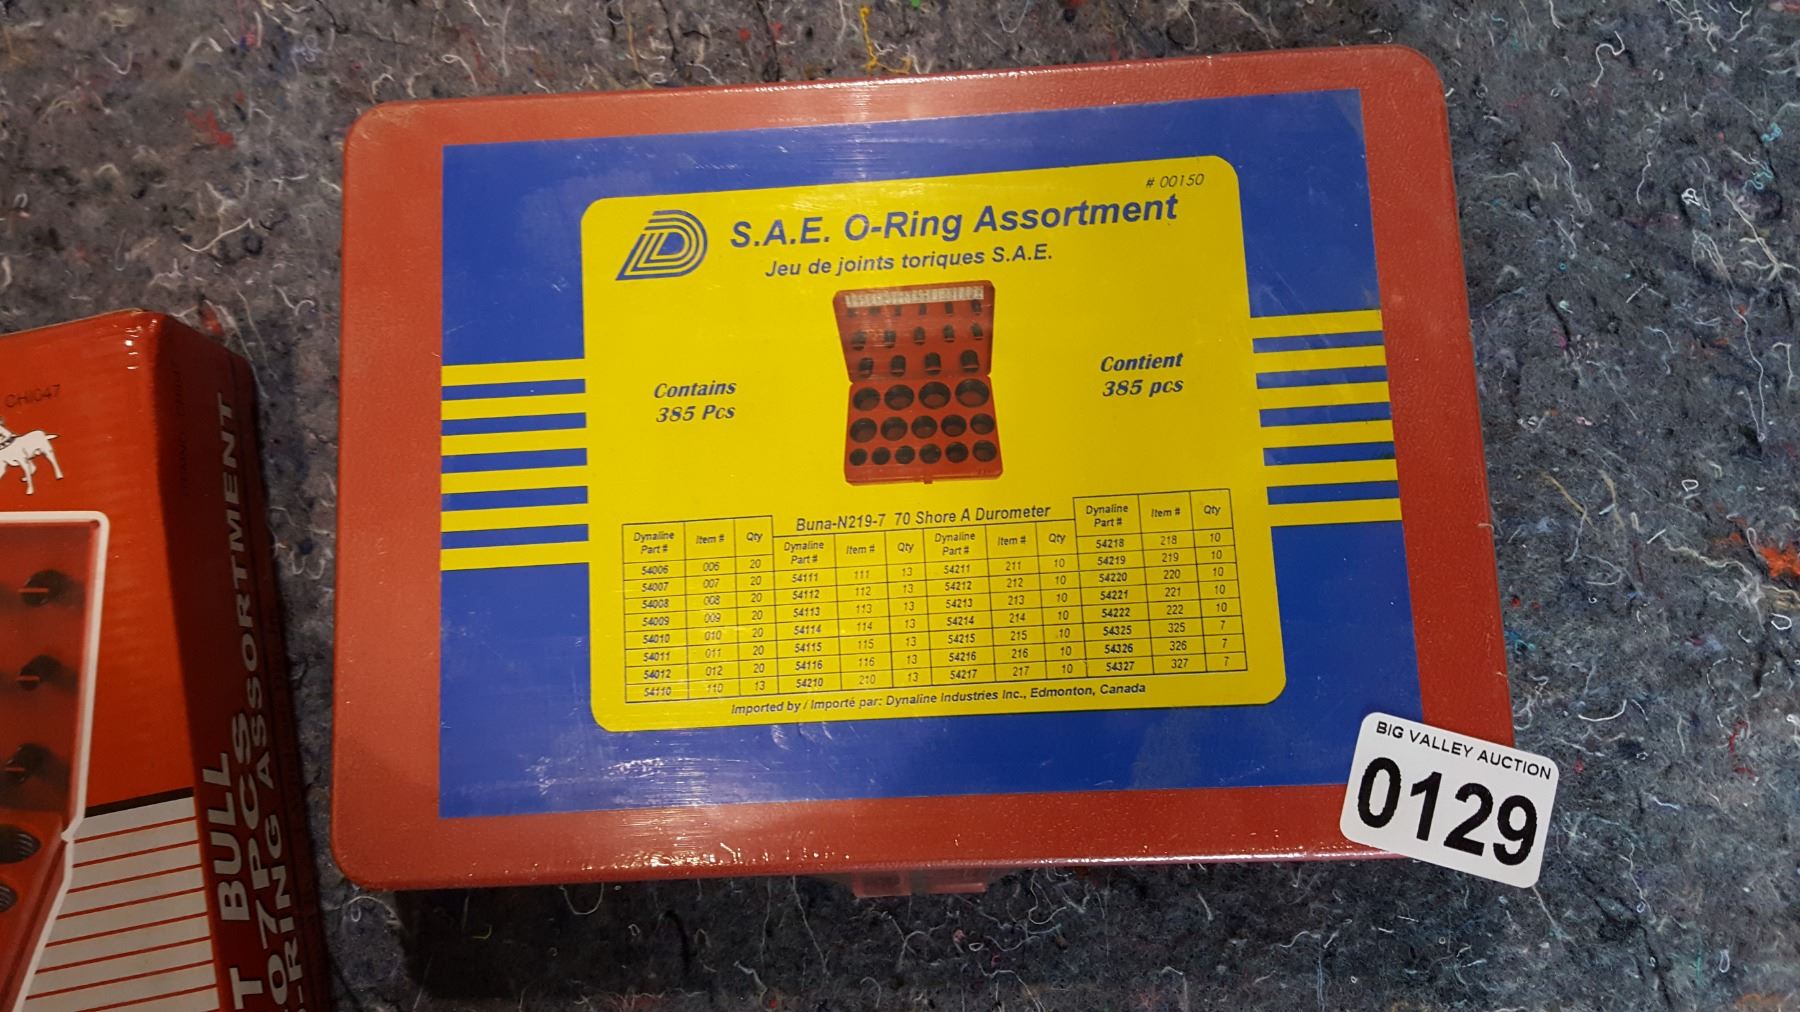 # 00150
S.A.E. O-Ring Assortment
Jeu de joints toriques S.A.E.
Contains
385 Pcs
Contient
385 pcs
Buna-N219-7 70 Shore A Durometer
Dynaline Part # Item # Qty
54006 006 20
54007 007 20
54008 008 20
54009 009 20
54010 010 20
54011 011 20
54012 012 20
54110 110 13
Dynaline Part # Item # Qty
54111 111 13
54112 112 13
54113 113 13
54114 114 13
54115 115 13
54116 116 13
54210 210 13
Dynaline Part # Item # Qty
54211 211 10
54212 212 10
54213 213 10
54214 214 10
54215 215 10
54216 216 10
54217 217 10
Dynaline Part # Item # Qty
54218 218 10
54219 219 10
54220 220 10
54221 221 10
54222 222 10
54325 325 7
54326 326 7
54327 327 7
Imported by / Importé par: Dynaline Industries Inc., Edmonton, Canada
BIG VALLEY AUCTION
0129
CHI047
T BULL
07PCS
-RING ASSORTMENT